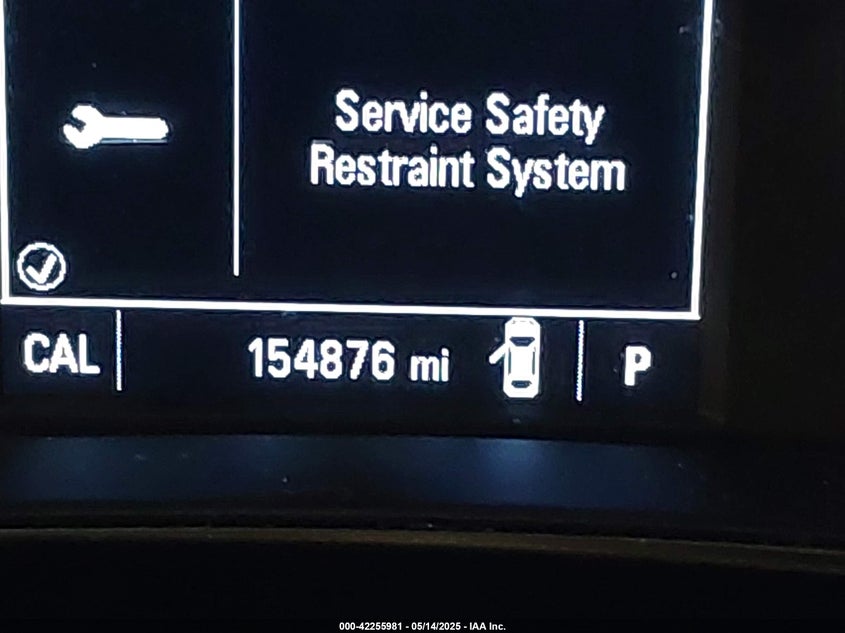 Service Safety
Restraint System
CAL 154876 mi P
000-42255981 - 05/14/2025 - IAA Inc.